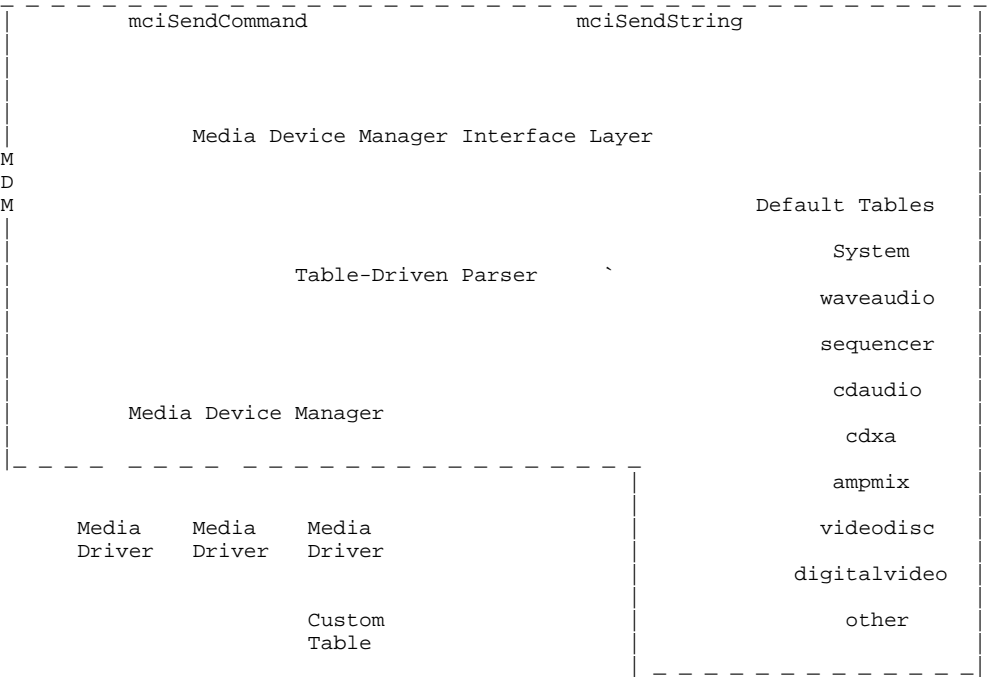 mciSendCommand mciSendString
Media Device Manager Interface Layer
M
D
M Default Tables
System
Table-Driven Parser `
waveaudio
sequencer
cdaudio
Media Device Manager
cdxa
ampmix
Media Media Media videodisc
Driver Driver Driver
digitalvideo
Custom other
Table